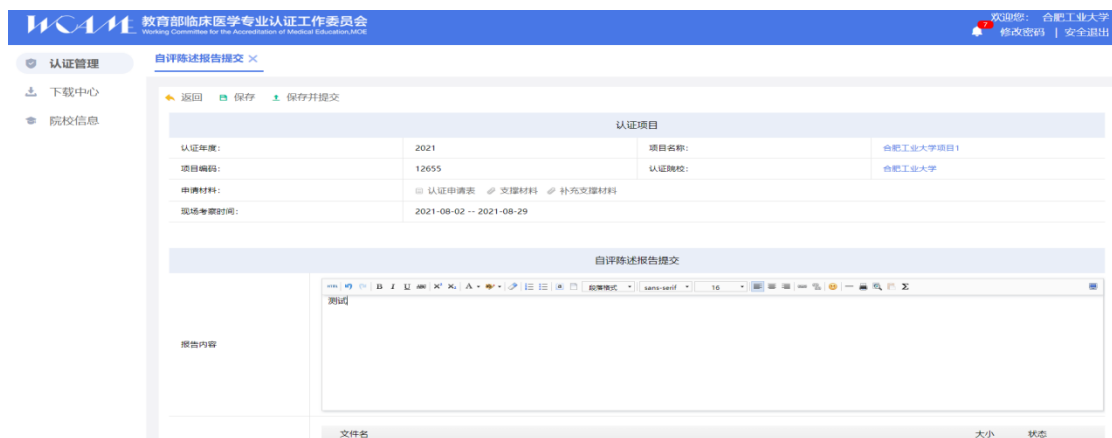 WCAME 教育部临床医学专业认证工作委员会
Working Committee for the Accreditation of Medical Education,MOE
7 欢迎您: 合肥工业大学
修改密码 | 安全退出
认证管理
下载中心
院校信息
自评陈述报告提交 ×
返回 保存 保存并提交
认证项目
认证年度: 2021 项目名称: 合肥工业大学项目1
项目编码: 12655 认证院校: 合肥工业大学
申请材料: 认证申请表 支撑材料 补充支撑材料
现场考察时间: 2021-08-02 -- 2021-08-29
自评陈述报告提交
HTML B I U ABC X² X₂ A 段落格式 sans-serif 16 Σ
测试
报告内容
文件名 大小 状态